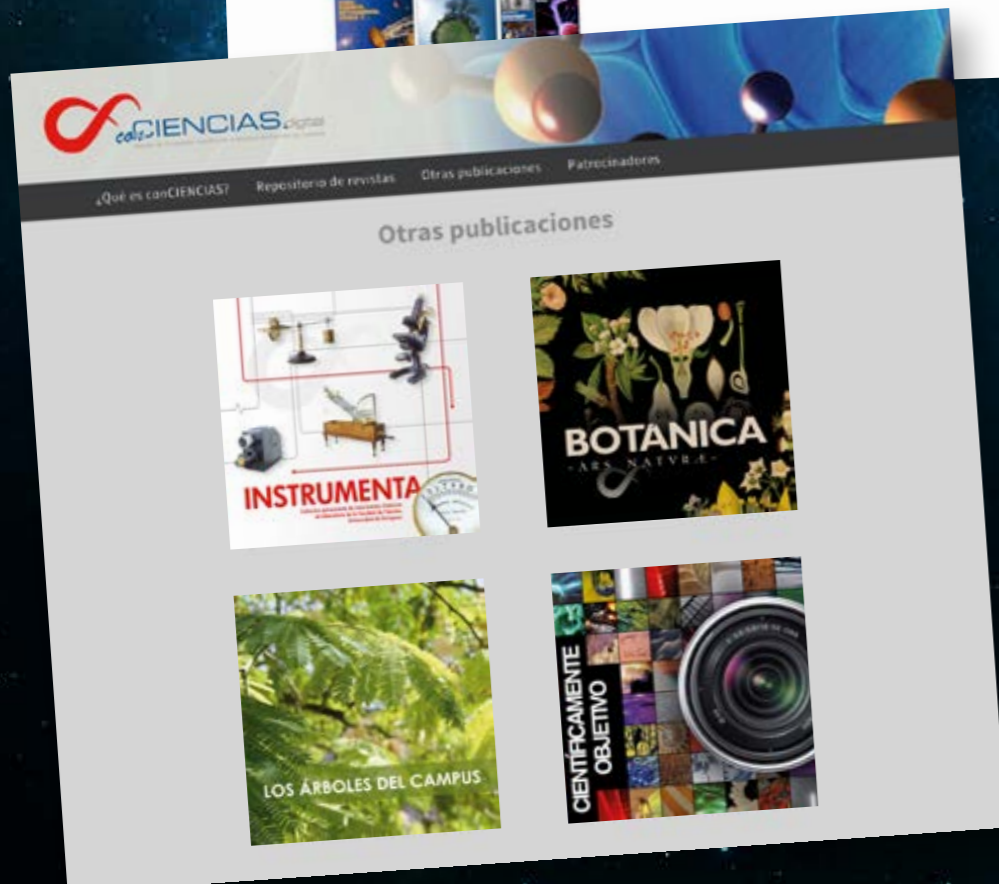 conCIENCIAS.digital
¿Qué es conCIENCIAS?
Repositorio de revistas
Otras publicaciones
Patrocinadores
Otras publicaciones
INSTRUMENTA
BOTANICA
-ARS NATVRÆ-
LOS ÁRBOLES DEL CAMPUS
CIENTÍFICAMENTE
OBJETIVO